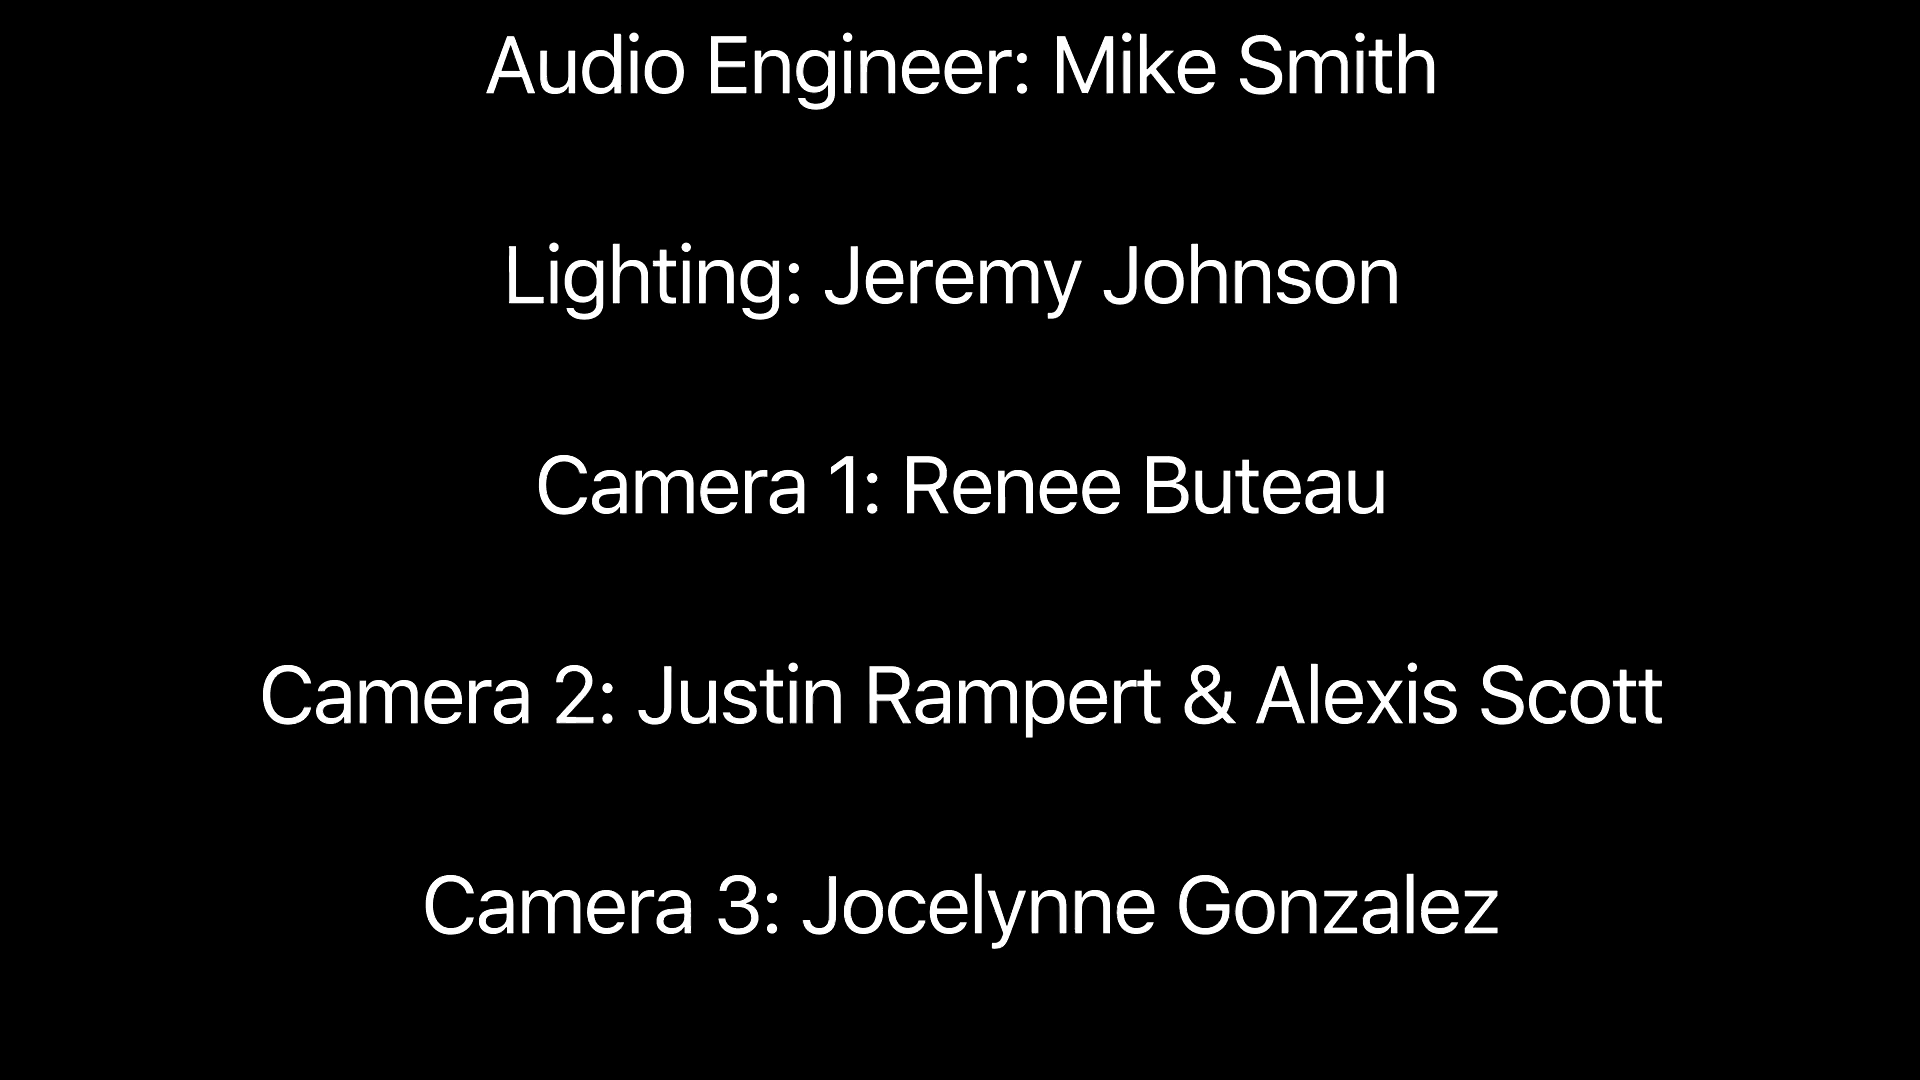 Audio Engineer: Mike Smith
Lighting: Jeremy Johnson
Camera 1: Renee Buteau
Camera 2: Justin Rampert & Alexis Scott
Camera 3: Jocelynne Gonzalez